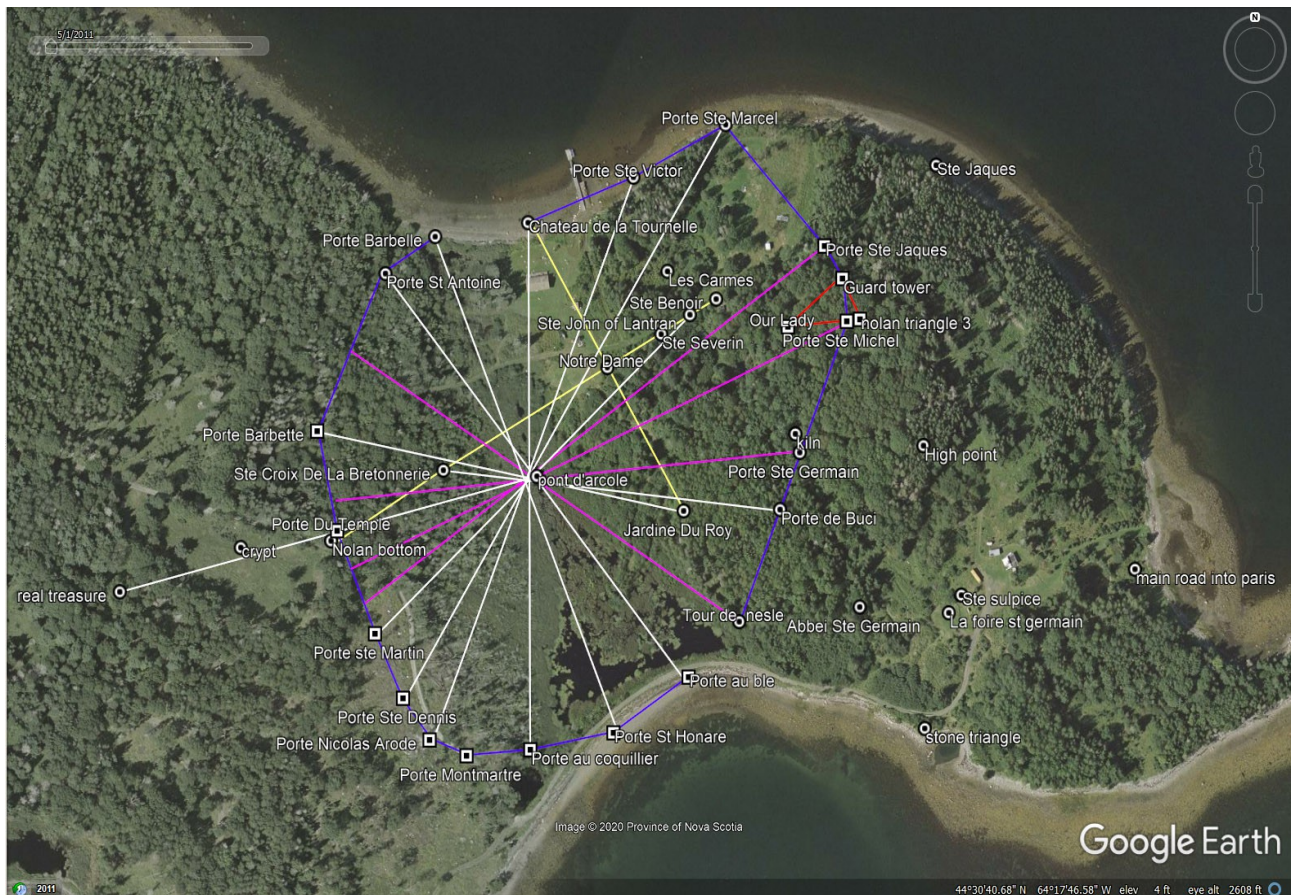 5/1/2011
N
Porte Ste Marcel
Ste Jaques
Porte Ste Victor
Chateau de la Tournelle
Porte Barbelle
Porte Ste Jaques
Les Carmes
Porte St Antoine
Guard tower
Ste Benoir
Our Lady
nolan triangle 3
Ste John of Lantran
Ste Severin
Porte Ste Michel
Notre Dame
Porte Barbette
kiln
High point
Porte Ste Germain
Ste Croix De La Bretonnerie
pont d'arcole
Porte Du Temple
Porte de Buci
Jardine Du Roy
crypt
Nolan bottom
main road into paris
real treasure
Ste sulpice
Tour de nesle
Abbei Ste Germain
La foire st germain
Porte ste Martin
Porte au ble
Porte Ste Dennis
Porte St Honare
stone triangle
Porte Nicolas Arode
Porte au coquillier
Porte Montmartre
Image © 2020 Province of Nova Scotia
Google Earth
2011
44°30'40.68" N 64°17'46.58" W elev 4 ft eye alt 2608 ft